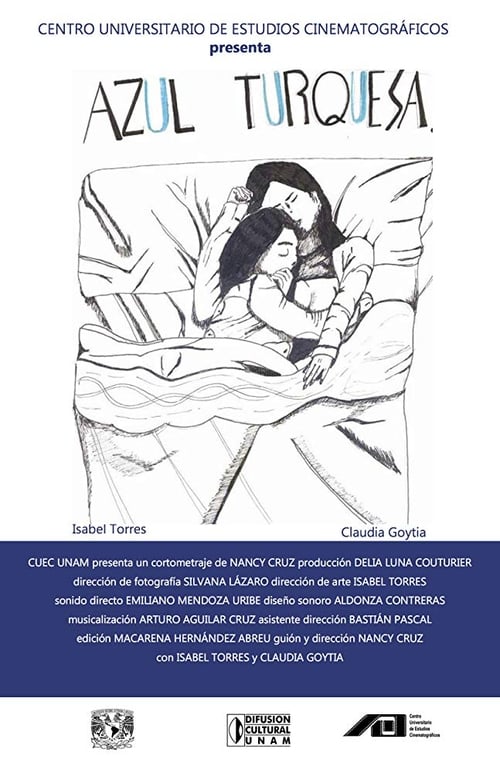 CENTRO UNIVERSITARIO DE ESTUDIOS CINEMATOGRÁFICOS
presenta
AZUL TURQUESA.
Isabel Torres
Claudia Goytia
CUEC UNAM presenta un cortometraje de NANCY CRUZ producción DELIA LUNA COUTURIER
dirección de fotografía SILVANA LÁZARO dirección de arte ISABEL TORRES
sonido directo EMILIANO MENDOZA URIBE diseño sonoro ALDONZA CONTRERAS
musicalización ARTURO AGUILAR CRUZ asistente dirección BASTIÁN PASCAL
edición MACARENA HERNÁNDEZ ABREU guión y dirección NANCY CRUZ
con ISABEL TORRES y CLAUDIA GOYTIA
DIFUSION
CULTURAL
UNAM
Centro
Universitario
de Estudios
Cinematográficos